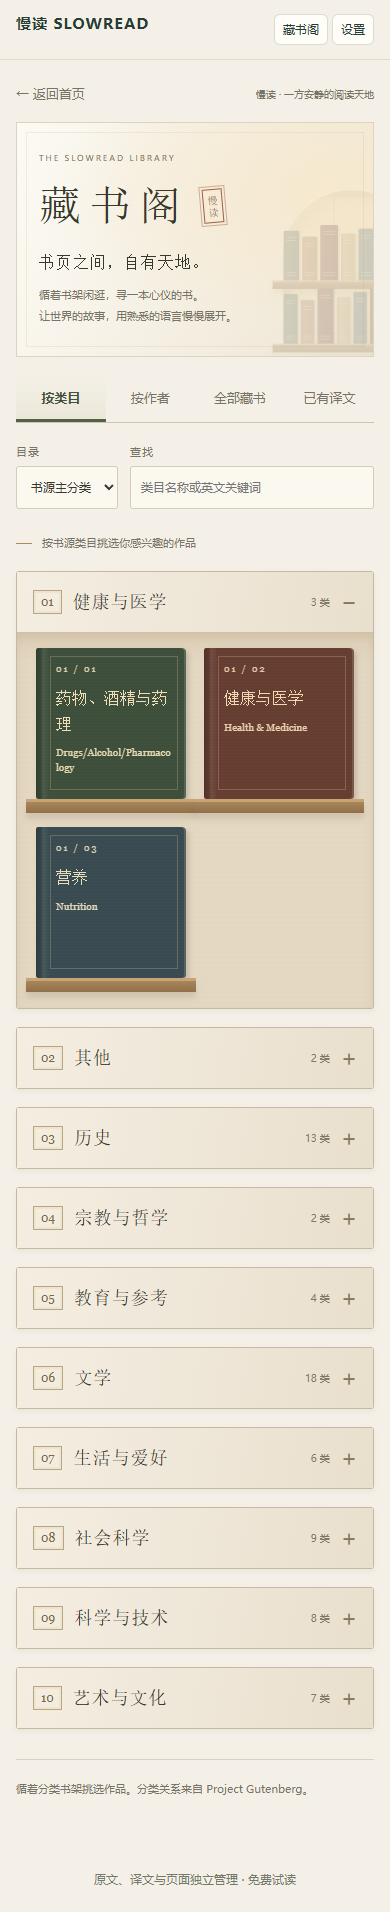 慢读 SLOWREAD
藏书阁 设置
← 返回首页 慢读 · 一方安静的阅读天地
THE SLOWREAD LIBRARY
藏书阁
慢读
书页之间，自有天地。
循着书架闲逛，寻一本心仪的书。
让世界的故事，用熟悉的语言慢慢展开。
按类目 按作者 全部藏书 已有译文
目录 查找
书源主分类 类目名称或英文关键词
按书源类目挑选你感兴趣的作品
01 健康与医学 3 类 −
01 / 01
药物、酒精与药
理
Drugs/Alcohol/Pharmaco
logy
01 / 02
健康与医学
Health & Medicine
01 / 03
营养
Nutrition
02 其他 2 类 +
03 历史 13 类 +
04 宗教与哲学 2 类 +
05 教育与参考 4 类 +
06 文学 18 类 +
07 生活与爱好 6 类 +
08 社会科学 9 类 +
09 科学与技术 8 类 +
10 艺术与文化 7 类 +
循着分类书架挑选作品。分类关系来自 Project Gutenberg。
原文、译文与页面独立管理 · 免费试读